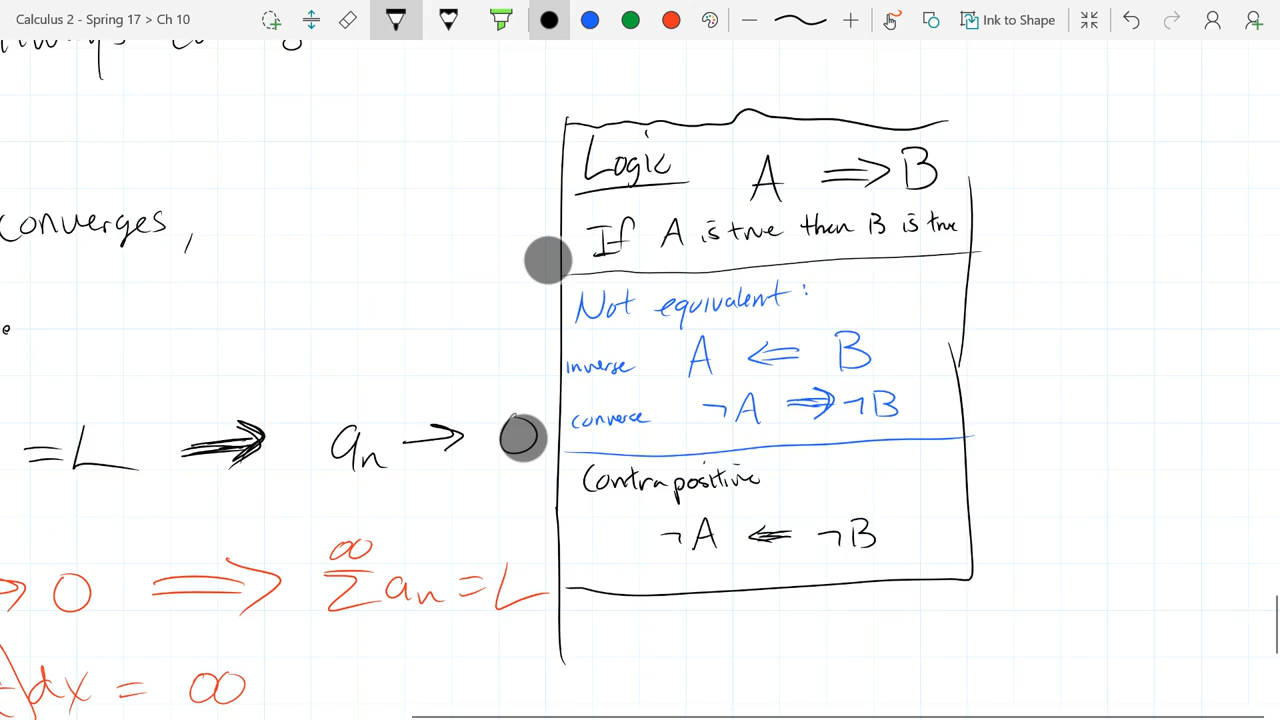 Calculus 2 - Spring 17 > Ch 10
Ink to Shape
always
converges,
= L ⟹ aₙ → 0
→ 0 ⟹ ∞ Σ aₙ = L
dx = ∞
Logic A ⟹ B
If A is true then B is true
Not equivalent:
inverse A ⟸ B
converse ¬A ⟹ ¬B
Contrapositive
¬A ⟸ ¬B